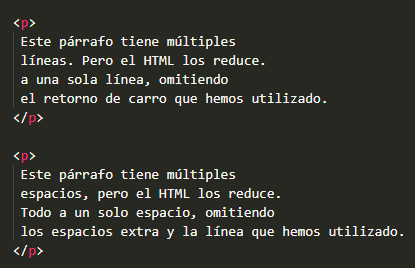 <p>
Este párrafo tiene múltiples
líneas. Pero el HTML los reduce.
a una sola línea, omitiendo
el retorno de carro que hemos utilizado.
</p>
<p>
Este párrafo tiene múltiples
espacios, pero el HTML los reduce.
Todo a un solo espacio, omitiendo
los espacios extra y la línea que hemos utilizado.
</p>